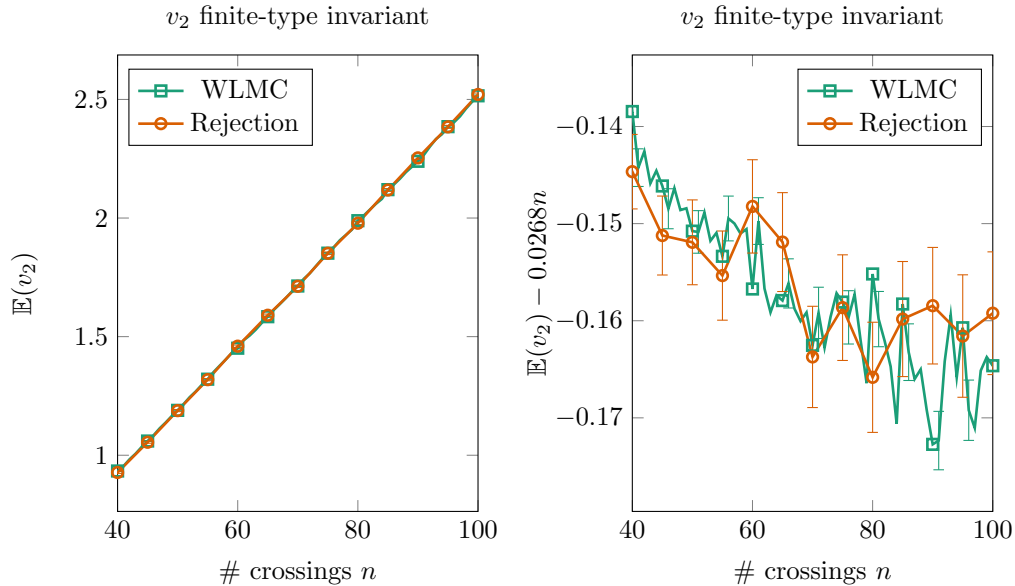 v₂ finite-type invariant
2.5
2
1.5
1
40
60
80
100
𝔼(v₂)
# crossings n
WLMC
Rejection
v₂ finite-type invariant
−0.14
−0.15
−0.16
−0.17
40
60
80
100
𝔼(v₂) − 0.0268n
# crossings n
WLMC
Rejection